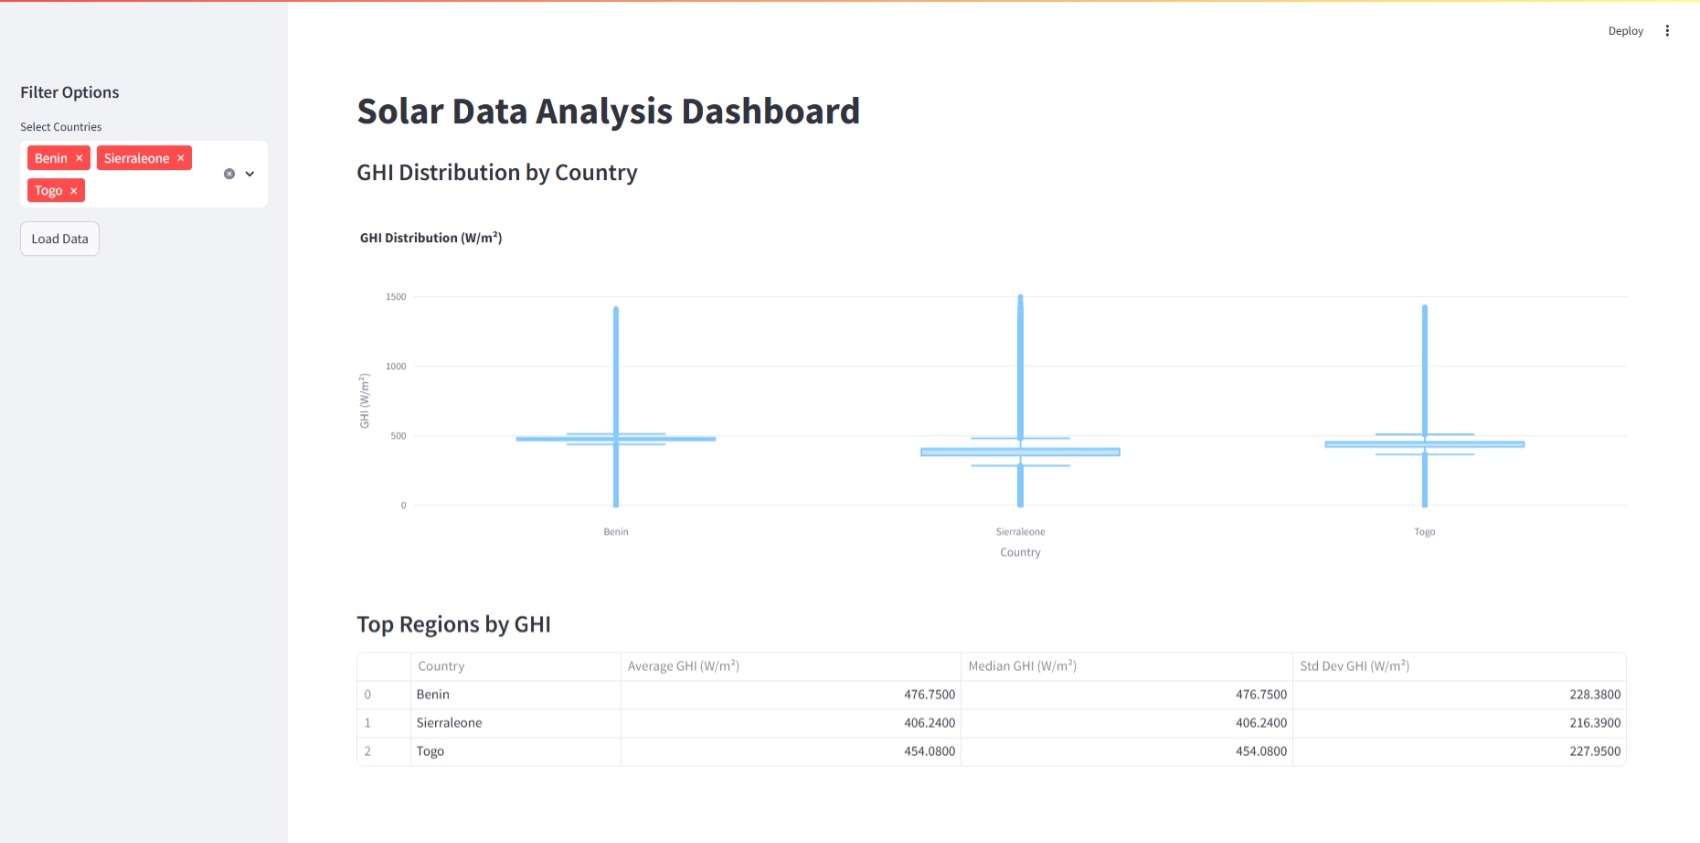 Deploy
Filter Options
Select Countries
Benin × Sierraleone ×
Togo ×
Load Data
Solar Data Analysis Dashboard
GHI Distribution by Country
GHI Distribution (W/m²)
GHI (W/m²)
1500
1000
500
0
Benin Sierraleone Togo
Country
Top Regions by GHI
Country Average GHI (W/m²) Median GHI (W/m²) Std Dev GHI (W/m²)
0 Benin 476.7500 476.7500 228.3800
1 Sierraleone 406.2400 406.2400 216.3900
2 Togo 454.0800 454.0800 227.9500